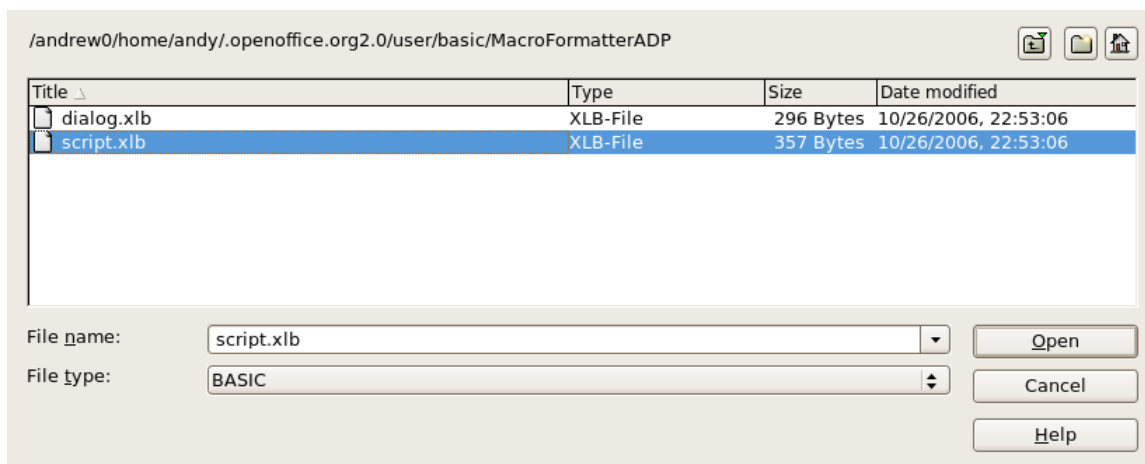 /andrew0/home/andy/.openoffice.org2.0/user/basic/MacroFormatterADP
Title Type Size Date modified
dialog.xlb XLB-File 296 Bytes 10/26/2006, 22:53:06
script.xlb XLB-File 357 Bytes 10/26/2006, 22:53:06
File name: script.xlb Open
File type: BASIC Cancel
Help